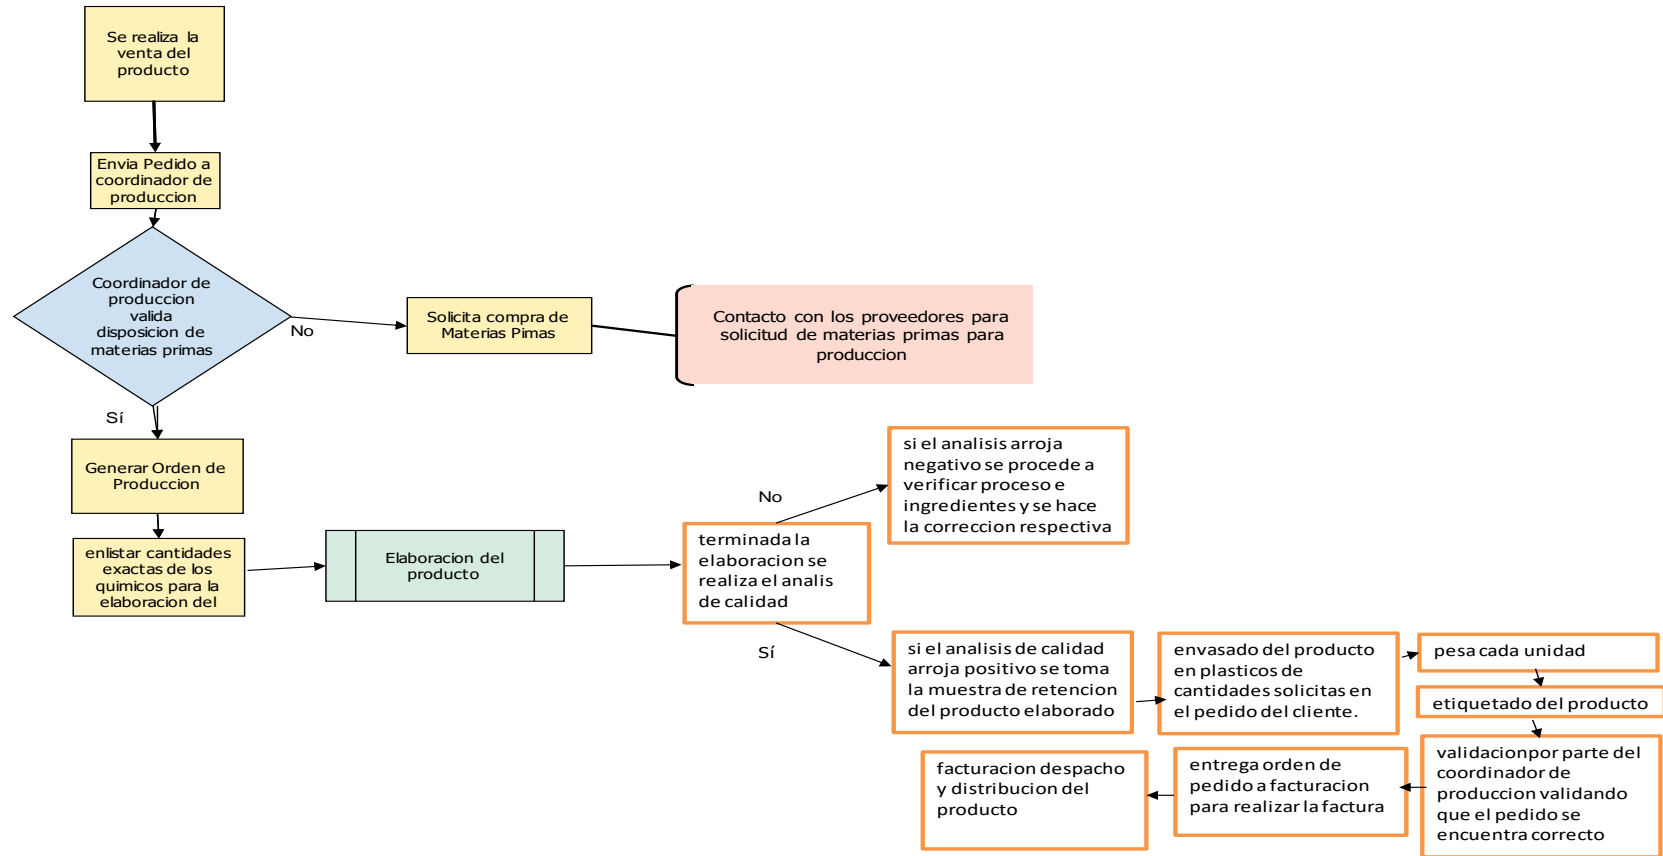 Se realiza la
venta del
producto
Envia Pedido a
coordinador de
produccion
Coordinador de
produccion
valida
disposicion de
materias primas
No
Solicita compra de
Materias Pimas
Contacto con los proveedores para
solicitud de materias primas para
produccion
Sí
Generar Orden de
Produccion
enlistar cantidades
exactas de los
quimicos para la
elaboracion del
Elaboracion del
producto
terminada la
elaboracion se
realiza el analis
de calidad
No
si el analisis arroja
negativo se procede a
verificar proceso e
ingredientes y se hace
la correccion respectiva
Sí
si el analisis de calidad
arroja positivo se toma
la muestra de retencion
del producto elaborado
envasado del producto
en plasticos de
cantidades solicitas en
el pedido del cliente.
pesa cada unidad
etiquetado del producto
validacionpor parte del
coordinador de
produccion validando
que el pedido se
encuentra correcto
entrega orden de
pedido a facturacion
para realizar la factura
facturacion despacho
y distribucion del
producto